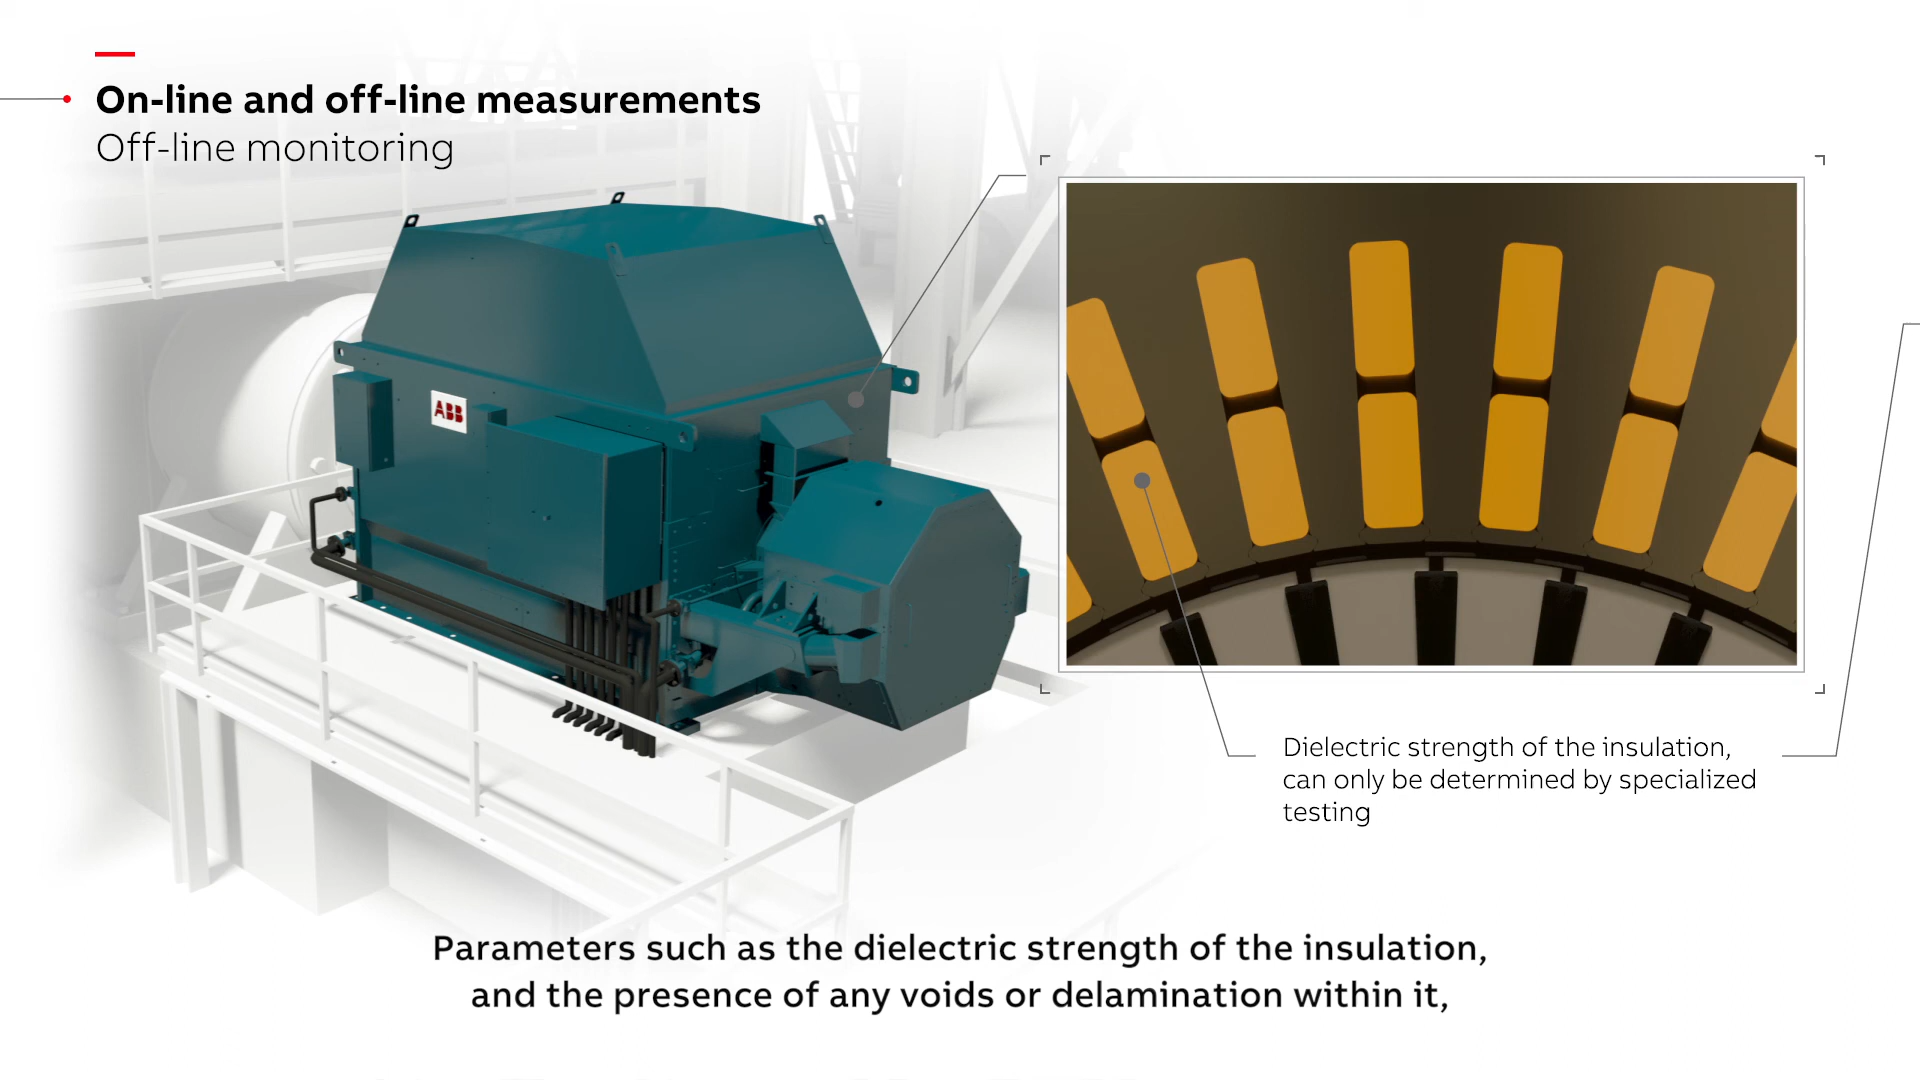 On-line and off-line measurements
Off-line monitoring
ABB
Dielectric strength of the insulation,
can only be determined by specialized
testing
Parameters such as the dielectric strength of the insulation,
and the presence of any voids or delamination within it,